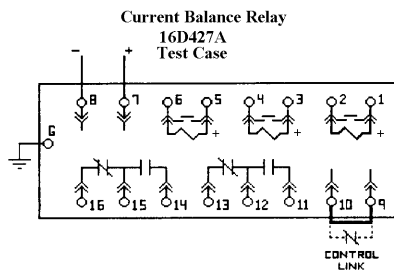 Current Balance Relay
16D427A
Test Case
− +
8 7 6 5 4 3 2 1
+ + +
G
16 15 14 13 12 11 10 9
CONTROL
LINK